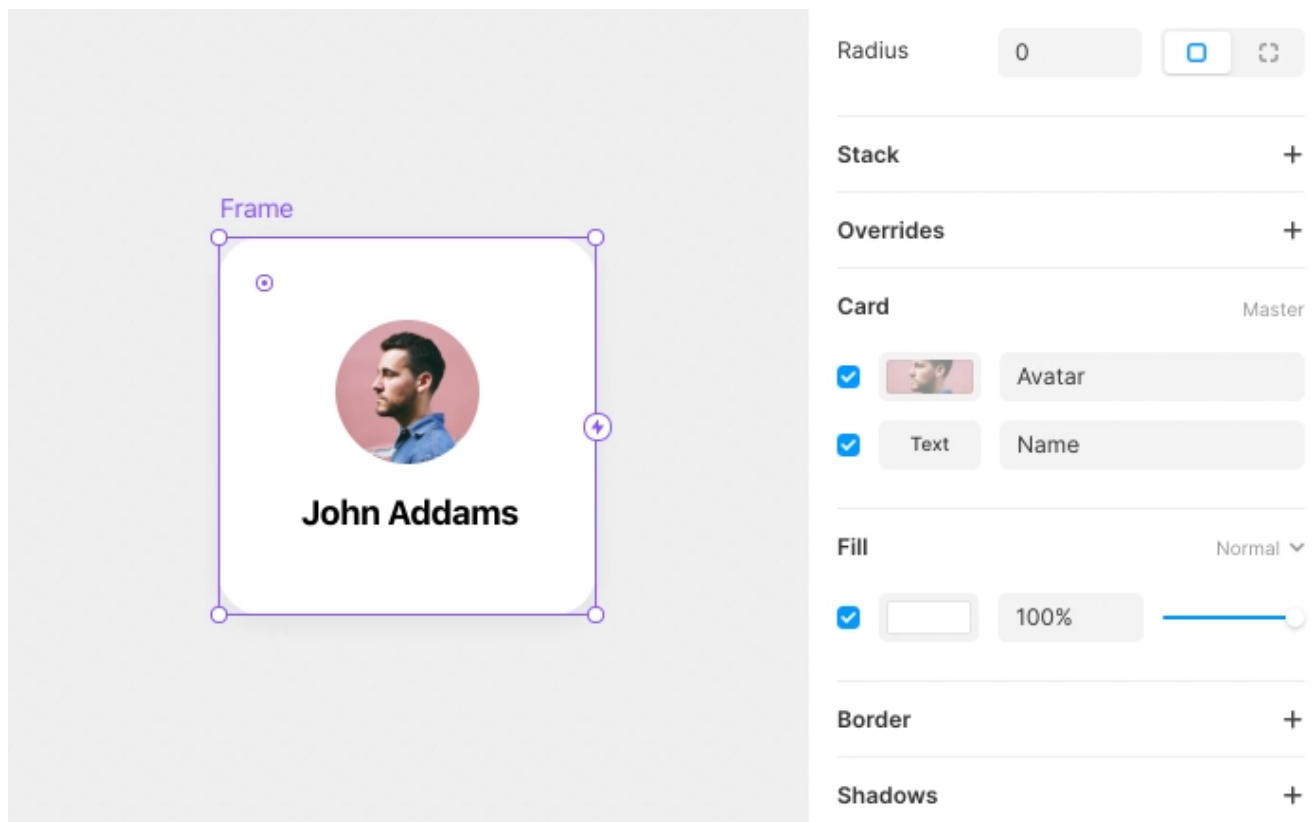 Frame
John Addams
Radius 0
Stack
Overrides
Card Master
Avatar
Text Name
Fill Normal
100%
Border
Shadows